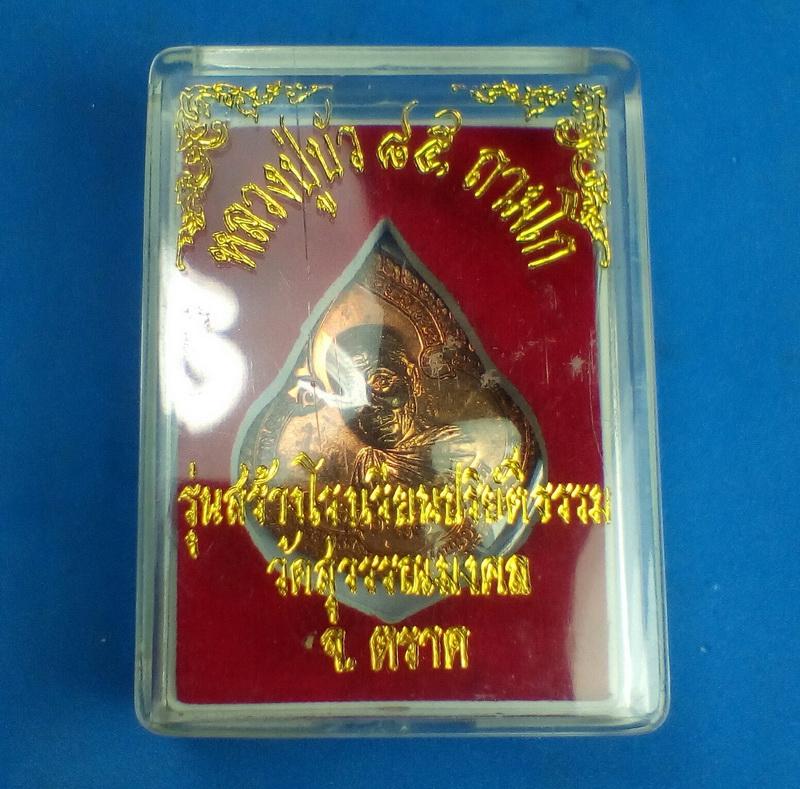 หลวงปู่บัว ๘๕ ถามโก
รุ่นสร้างโรงเรียนปริยัติธรรม
วัดสุวรรณมงคล
จ. ตราด